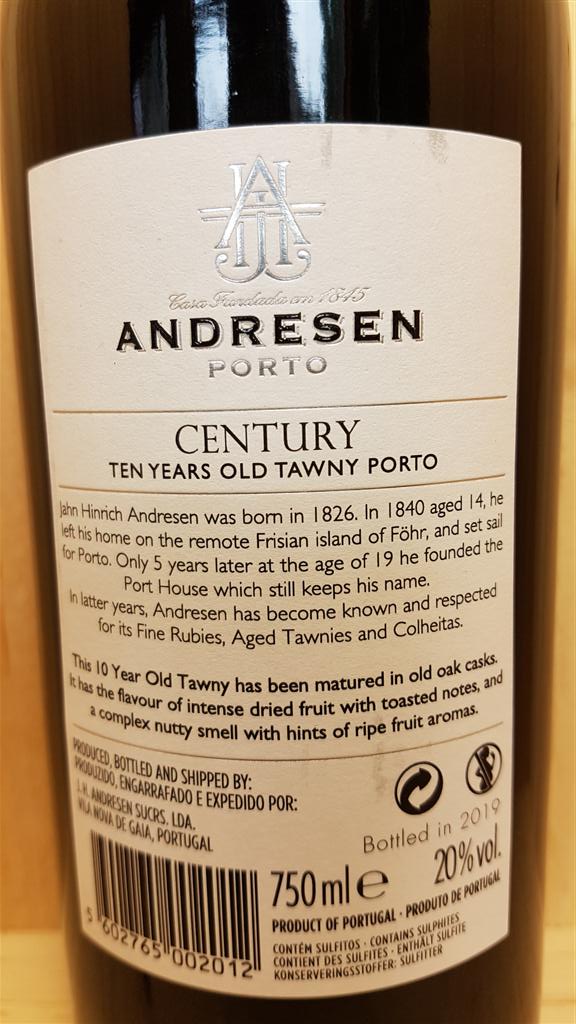 Casa Fundada em 1845
ANDRESEN
PORTO
CENTURY
TEN YEARS OLD TAWNY PORTO
Jahn Hinrich Andresen was born in 1826. In 1840 aged 14, he
left his home on the remote Frisian island of Föhr, and set sail
for Porto. Only 5 years later at the age of 19 he founded the
Port House which still keeps his name.
In latter years, Andresen has become known and respected
for its Fine Rubies, Aged Tawnies and Colheitas.
This 10 Year Old Tawny has been matured in old oak casks.
It has the flavour of intense dried fruit with toasted notes, and
a complex nutty smell with hints of ripe fruit aromas.
PRODUCED, BOTTLED AND SHIPPED BY:
PRODUZIDO, ENGARRAFADO E EXPEDIDO POR:
J. H. ANDRESEN SUCRS. LDA.
VILA NOVA DE GAIA, PORTUGAL
Bottled in 2019
750 ml e 20% vol.
PRODUCT OF PORTUGAL · PRODUTO DE PORTUGAL
CONTÉM SULFITOS · CONTAINS SULPHITES
CONTIENT DES SULFITES · ENTHÄLT SULFITE
KONSERVERINGSSTOFFER: SULFITTER
5 602765 002012